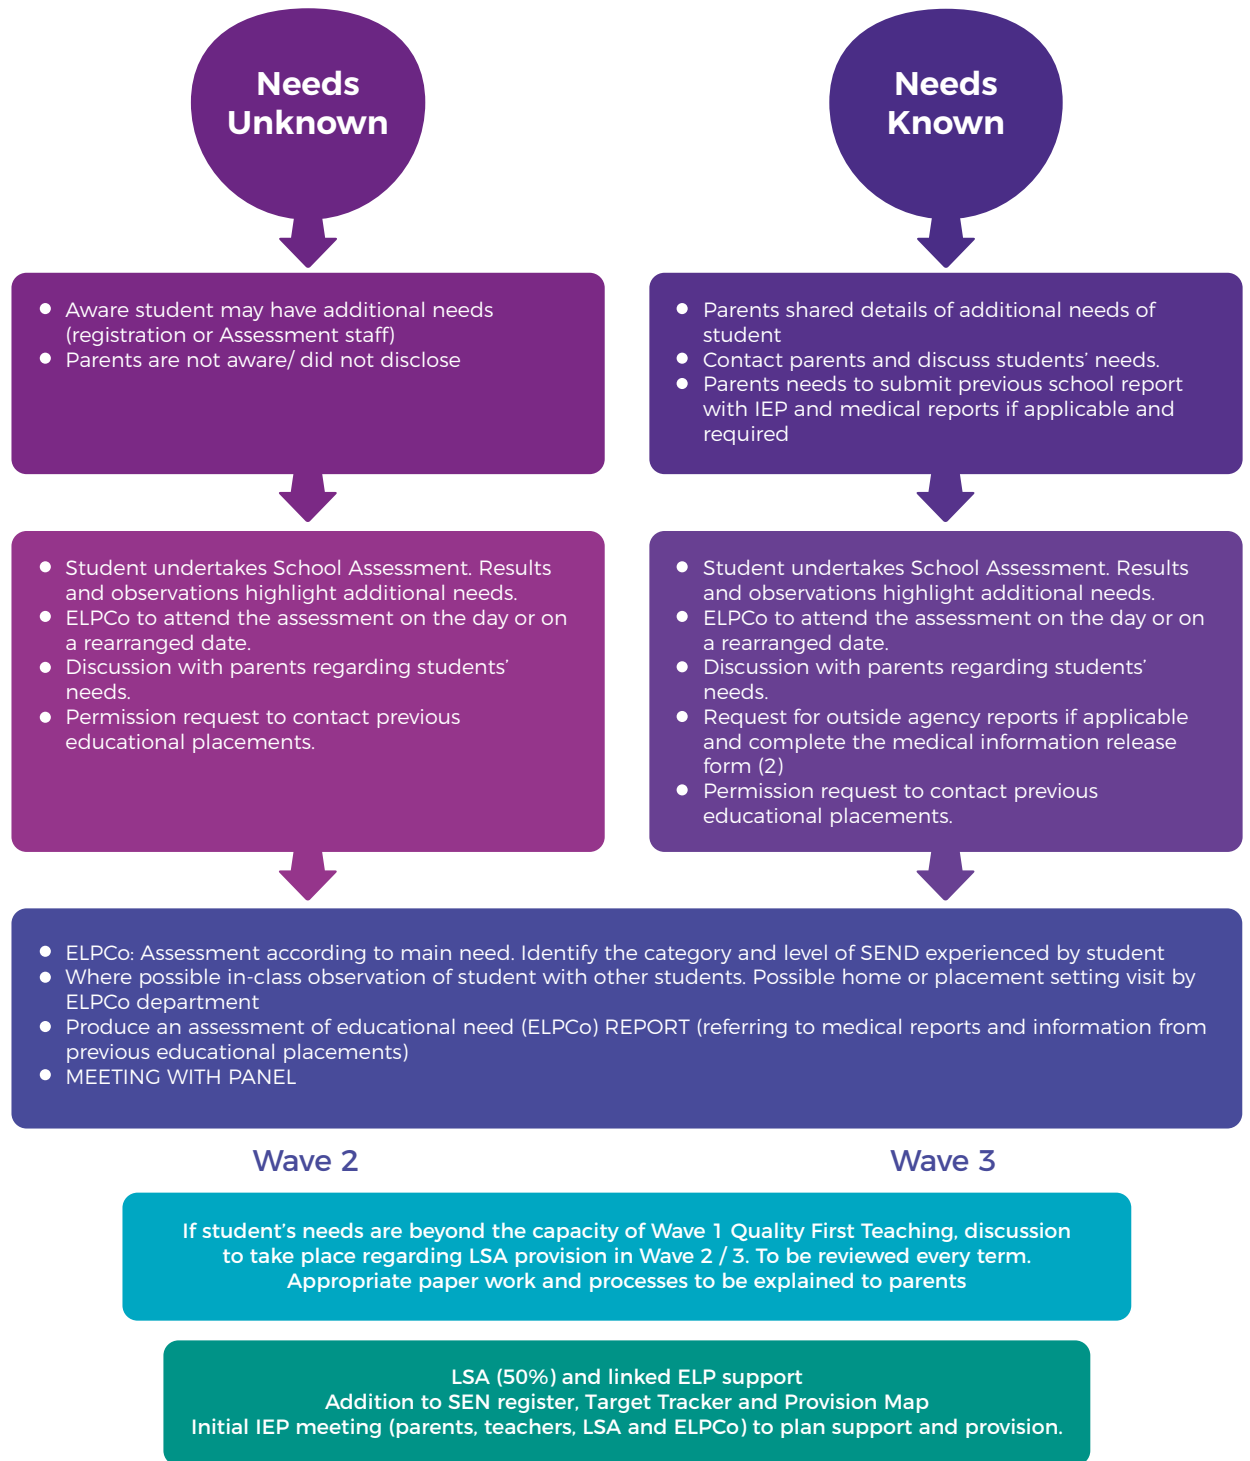 Needs
Unknown
Needs
Known
Aware student may have additional needs
(registration or Assessment staff)
Parents are not aware/ did not disclose
Parents shared details of additional needs of
student
Contact parents and discuss students’ needs.
Parents needs to submit previous school report
with IEP and medical reports if applicable and
required
Student undertakes School Assessment. Results
and observations highlight additional needs.
ELPCo to attend the assessment on the day or on
a rearranged date.
Discussion with parents regarding students’
needs.
Permission request to contact previous
educational placements.
Student undertakes School Assessment. Results
and observations highlight additional needs.
ELPCo to attend the assessment on the day or on
a rearranged date.
Discussion with parents regarding students’
needs.
Request for outside agency reports if applicable
and complete the medical information release
form (2)
Permission request to contact previous
educational placements.
ELPCo: Assessment according to main need. Identify the category and level of SEND experienced by student
Where possible in-class observation of student with other students. Possible home or placement setting visit by
ELPCo department
Produce an assessment of educational need (ELPCo) REPORT (referring to medical reports and information from
previous educational placements)
MEETING WITH PANEL
Wave 2
Wave 3
If student’s needs are beyond the capacity of Wave 1 Quality First Teaching, discussion
to take place regarding LSA provision in Wave 2 / 3. To be reviewed every term.
Appropriate paper work and processes to be explained to parents
LSA (50%) and linked ELP support
Addition to SEN register, Target Tracker and Provision Map
Initial IEP meeting (parents, teachers, LSA and ELPCo) to plan support and provision.